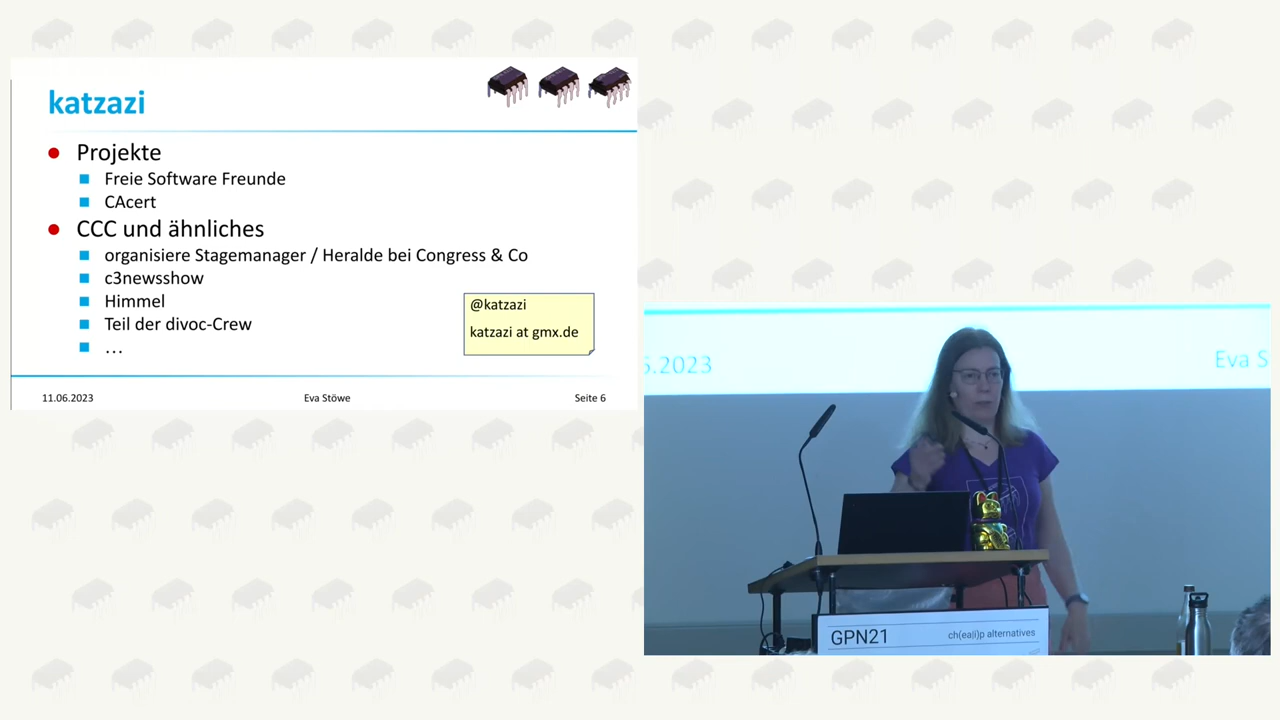 katzazi
Projekte
Freie Software Freunde
CAcert
CCC und ähnliches
organisiere Stagemanager / Heralde bei Congress & Co
c3newsshow
Himmel
Teil der divoc-Crew
...
@katzazi
katzazi at gmx.de
11.06.2023
Eva Stöwe
Seite 6
6.2023
Eva S
GPN21
ch(ea|i)p alternatives